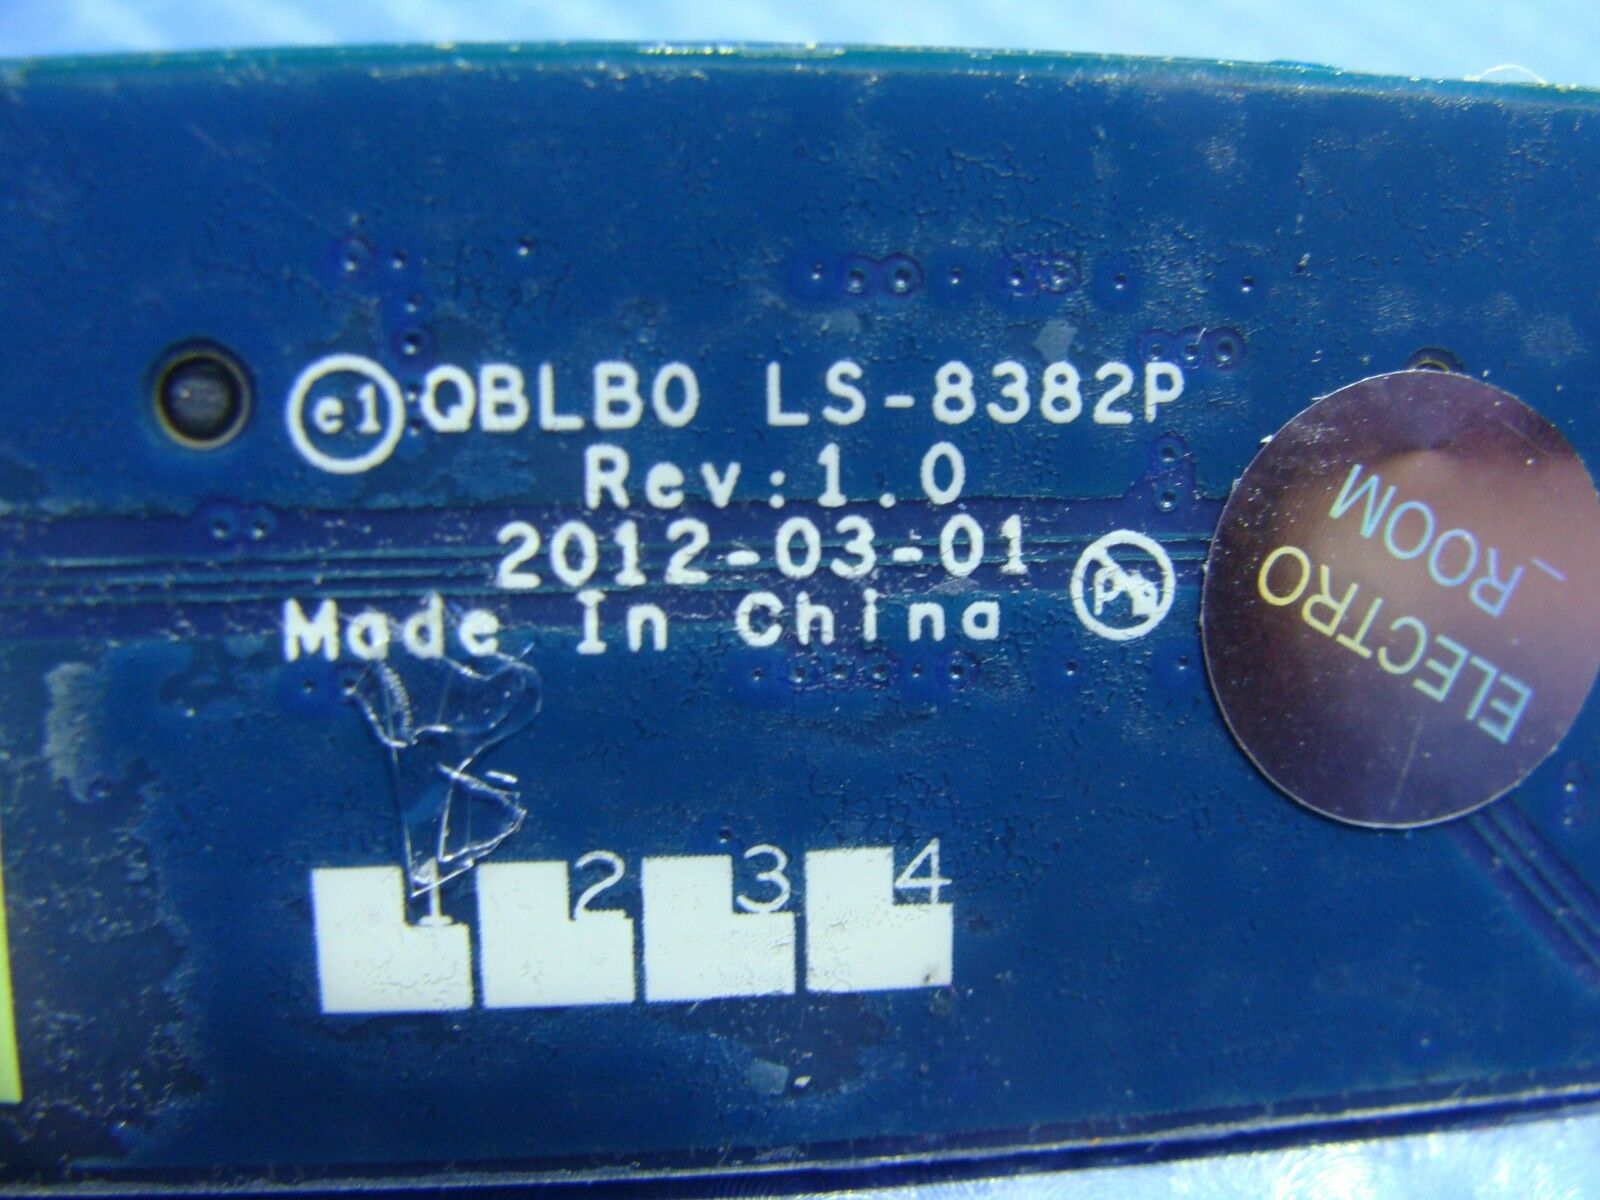 e1 QBLB0 LS-8382P
Rev:1.0
2012-03-01
Made In China
Pb
ELECTRO
_ROOM
1 2 3 4